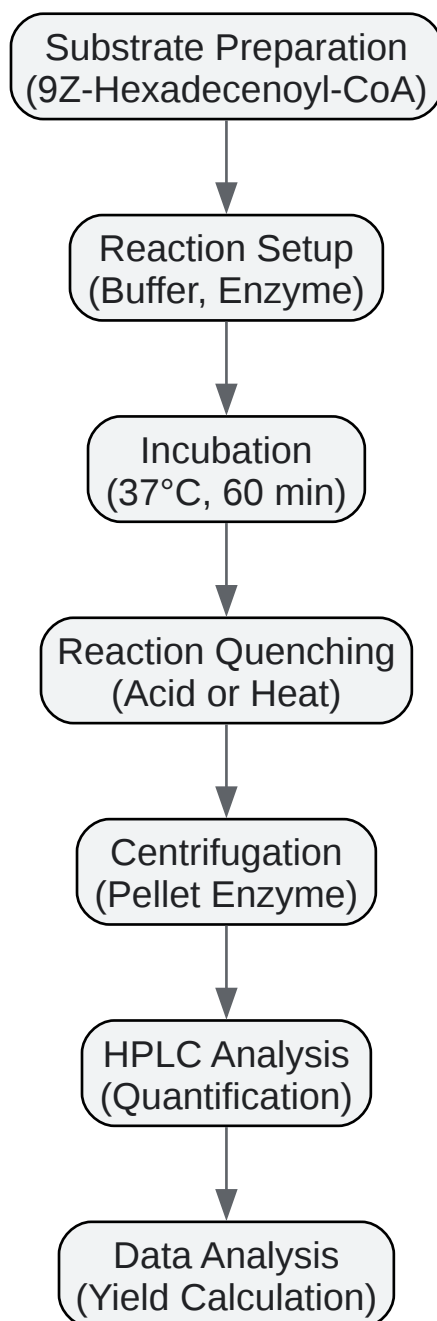 Substrate Preparation
(9Z-Hexadecenoyl-CoA)
Reaction Setup
(Buffer, Enzyme)
Incubation
(37°C, 60 min)
Reaction Quenching
(Acid or Heat)
Centrifugation
(Pellet Enzyme)
HPLC Analysis
(Quantification)
Data Analysis
(Yield Calculation)